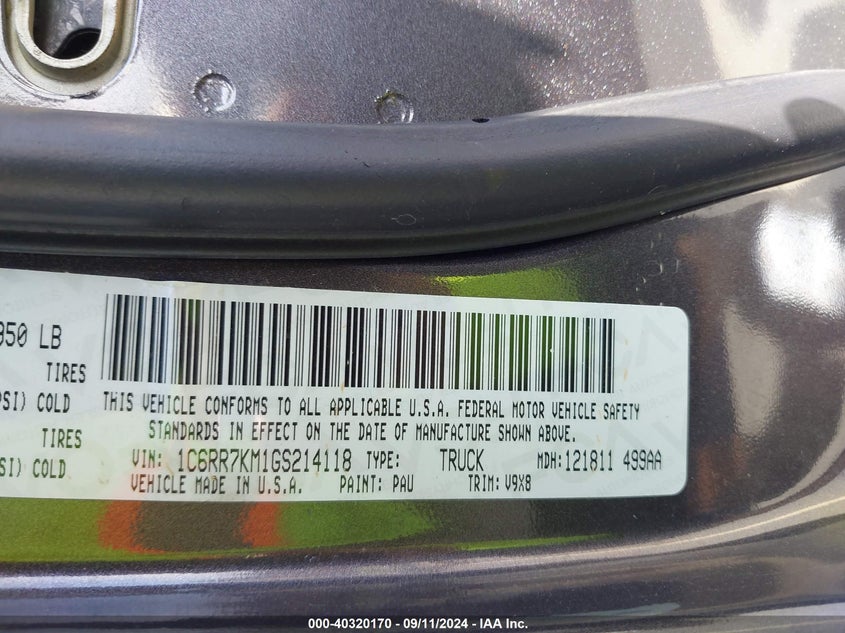 950 LB
TIRES
PSI) COLD
TIRES
SI) COLD
THIS VEHICLE CONFORMS TO ALL APPLICABLE U.S.A. FEDERAL MOTOR VEHICLE SAFETY
STANDARDS IN EFFECT ON THE DATE OF MANUFACTURE SHOWN ABOVE.
VIN: 1C6RR7KM1GS214118 TYPE: TRUCK MDH:121811 499AA
VEHICLE MADE IN U.S.A. PAINT: PAU TRIM: V9X8
000-40320170 - 09/11/2024 - IAA Inc.